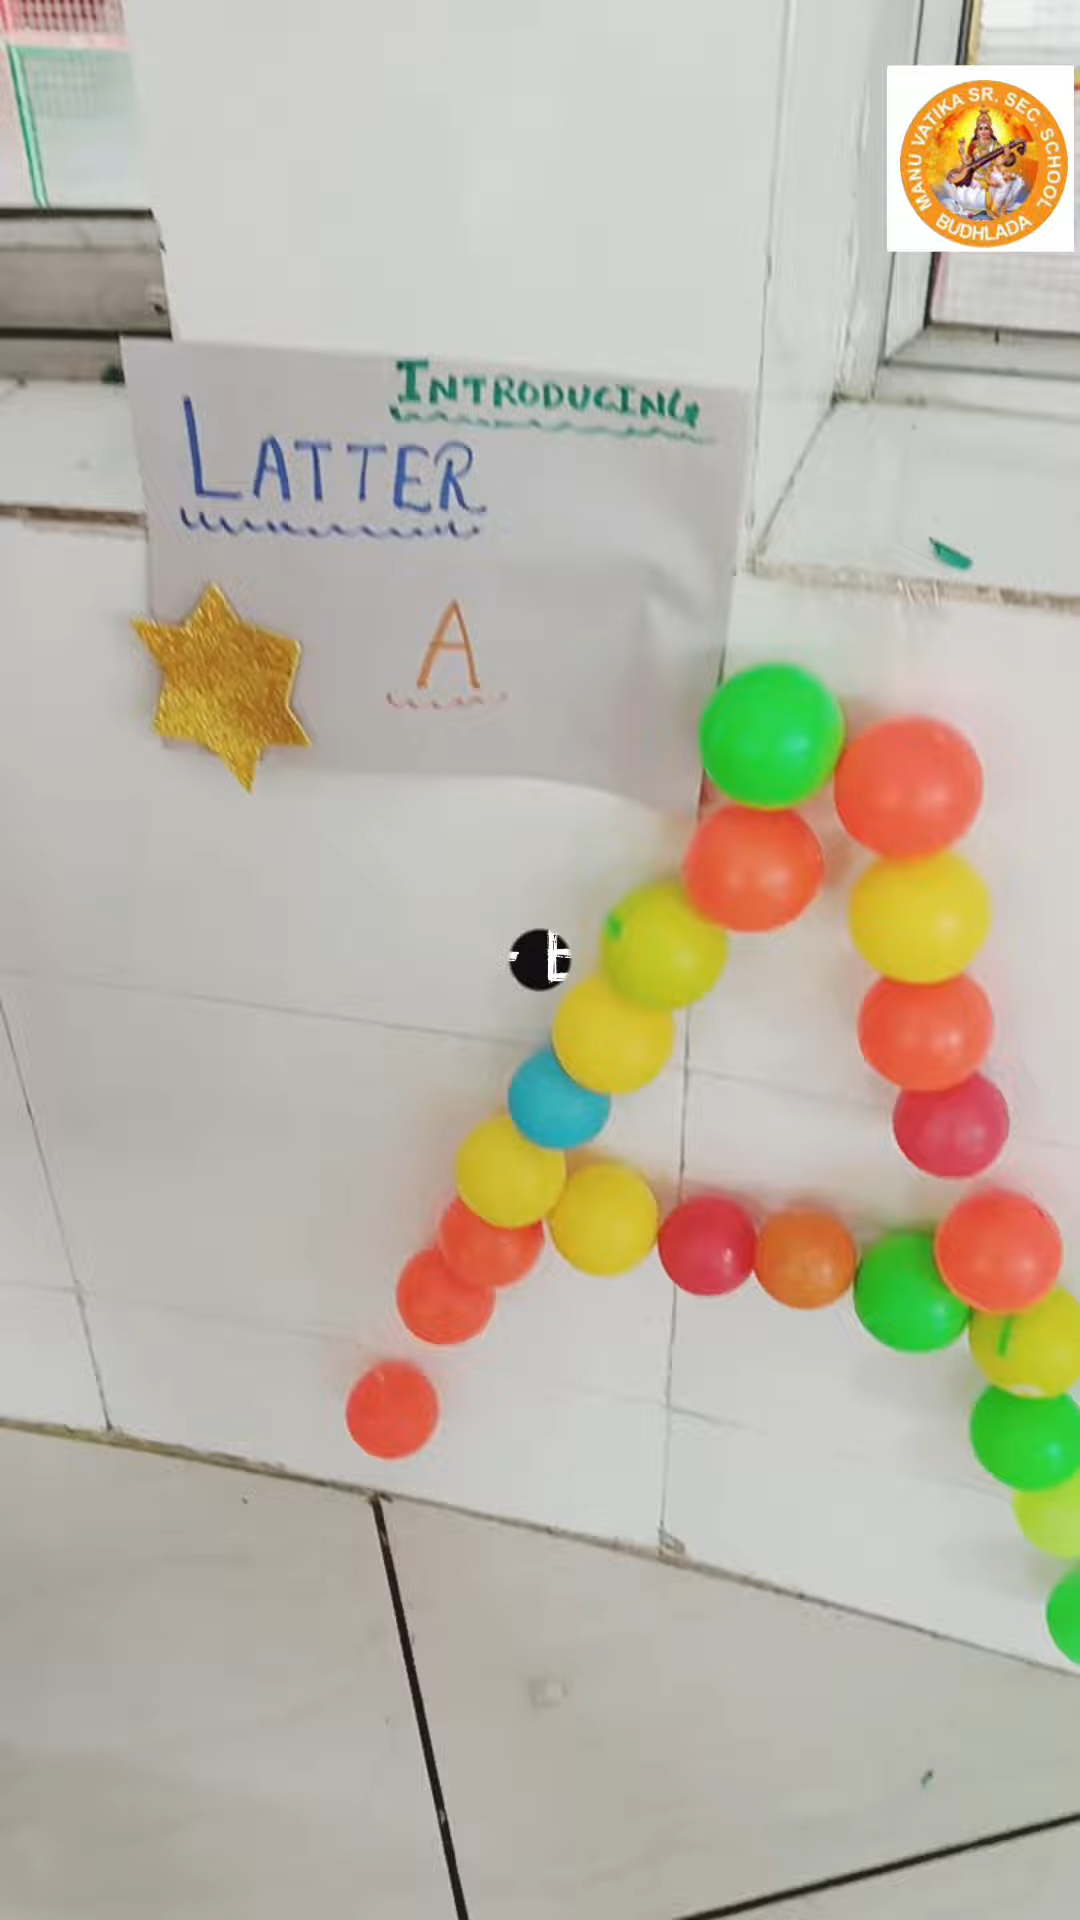 MANU VATIKA SR. SEC. SCHOOL
BUDHLADA
INTRODUCING
LATTER
A